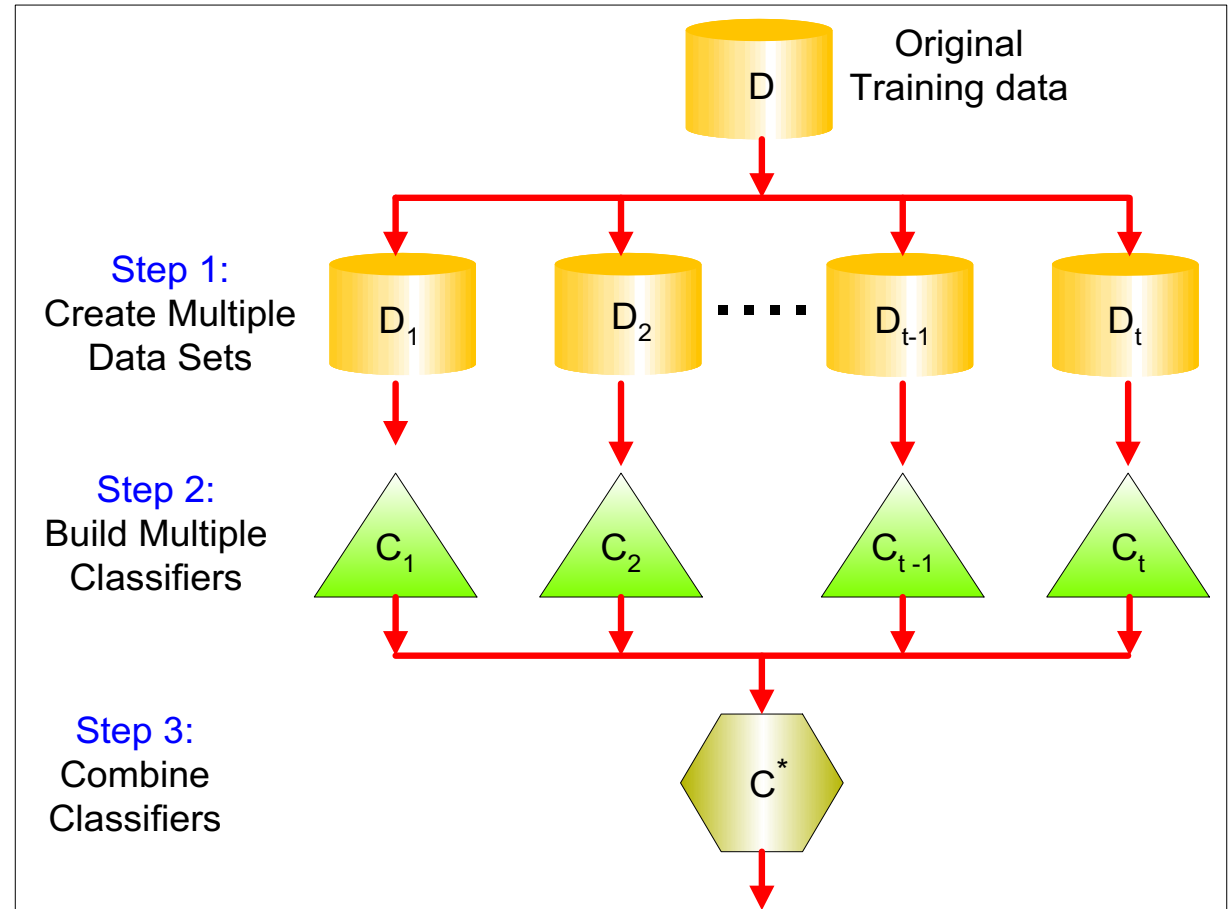 D
Original
Training data
Step 1:
Create Multiple
Data Sets
D1
D2
....
Dt-1
Dt
Step 2:
Build Multiple
Classifiers
C1
C2
Ct -1
Ct
Step 3:
Combine
Classifiers
C*